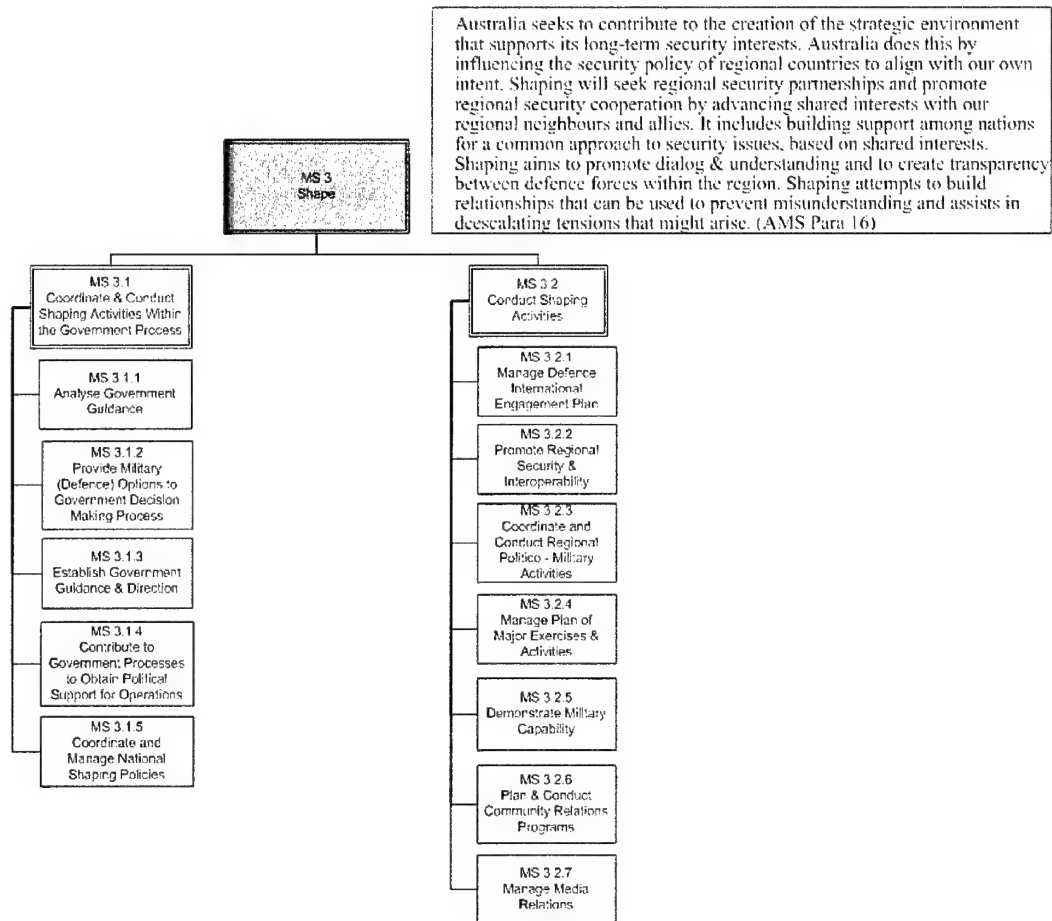 Australia seeks to contribute to the creation of the strategic environment
that supports its long-term security interests. Australia does this by
influencing the security policy of regional countries to align with our own
intent. Shaping will seek regional security partnerships and promote
regional security cooperation by advancing shared interests with our
regional neighbours and allies. It includes building support among nations
for a common approach to security issues, based on shared interests.
Shaping aims to promote dialog & understanding and to create transparency
between defence forces within the region. Shaping attempts to build
relationships that can be used to prevent misunderstanding and assists in
deescalating tensions that might arise. (AMS Para 16)
MS 3
Shape
MS 3.1
Coordinate & Conduct
Shaping Activities Within
the Government Process
MS 3.1.1
Analyse Government
Guidance
MS 3.1.2
Provide Military
(Defence) Options to
Government Decision
Making Process
MS 3.1.3
Establish Government
Guidance & Direction
MS 3.1.4
Contribute to
Government Processes
to Obtain Political
Support for Operations
MS 3.1.5
Coordinate and
Manage National
Shaping Policies
MS 3.2
Conduct Shaping
Activities
MS 3.2.1
Manage Defence
International
Engagement Plan
MS 3.2.2
Promote Regional
Security &
Interoperability
MS 3.2.3
Coordinate and
Conduct Regional
Politico - Military
Activities
MS 3.2.4
Manage Plan of
Major Exercises &
Activities
MS 3.2.5
Demonstrate Military
Capability
MS 3.2.6
Plan & Conduct
Community Relations
Programs
MS 3.2.7
Manage Media
Relations